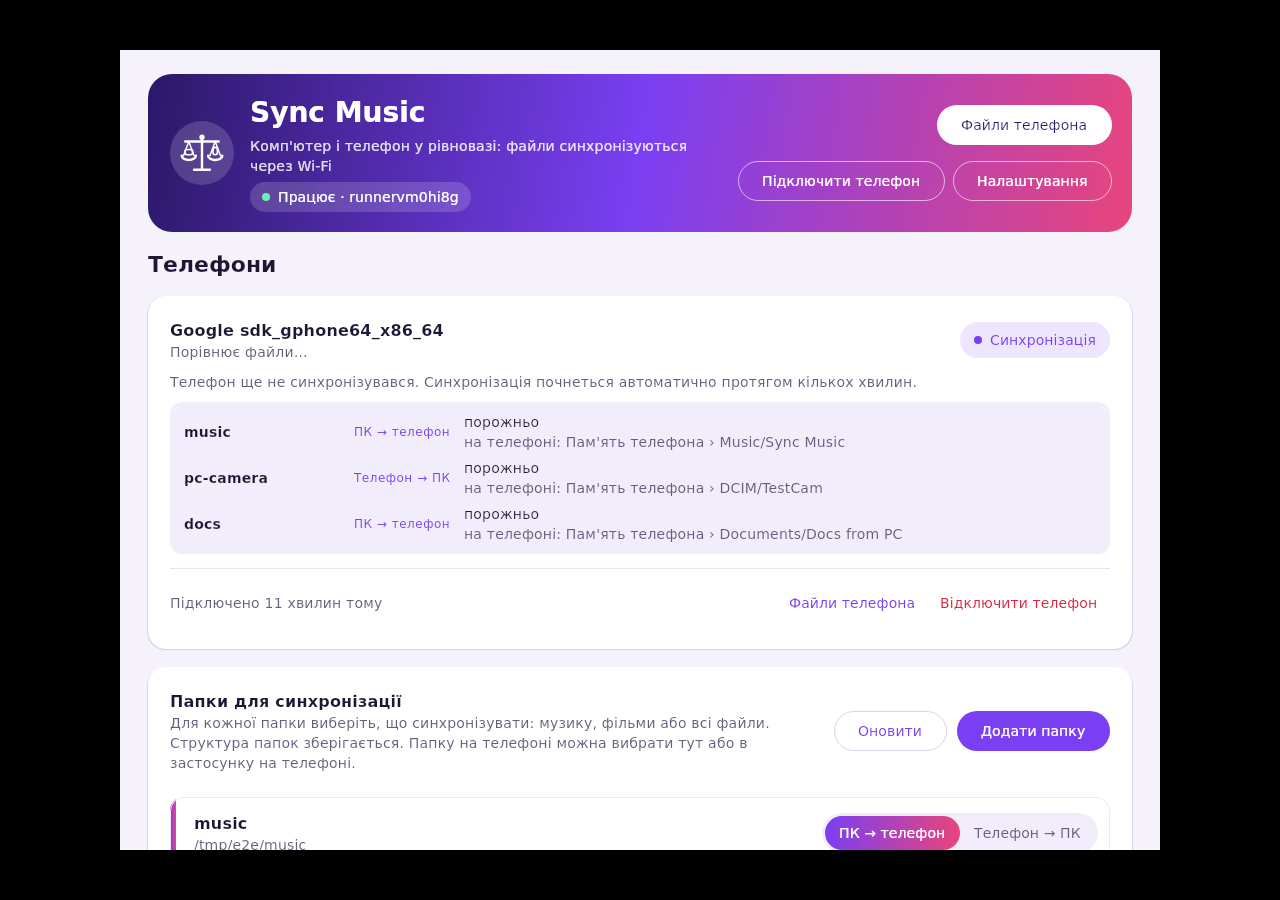 Sync Music
Комп'ютер і телефон у рівновазі: файли синхронізуються
через Wi-Fi
Працює · runnervm0hi8g
Файли телефона
Підключити телефон
Налаштування
Телефони
Google sdk_gphone64_x86_64
Порівнює файли…
Синхронізація
Телефон ще не синхронізувався. Синхронізація почнеться автоматично протягом кількох хвилин.
music
ПК → телефон
порожньо
на телефоні: Пам'ять телефона › Music/Sync Music
pc-camera
Телефон → ПК
порожньо
на телефоні: Пам'ять телефона › DCIM/TestCam
docs
ПК → телефон
порожньо
на телефоні: Пам'ять телефона › Documents/Docs from PC
Підключено 11 хвилин тому
Файли телефона
Відключити телефон
Папки для синхронізації
Для кожної папки виберіть, що синхронізувати: музику, фільми або всі файли.
Структура папок зберігається. Папку на телефоні можна вибрати тут або в
застосунку на телефоні.
Оновити
Додати папку
music
/tmp/e2e/music
ПК → телефон
Телефон → ПК